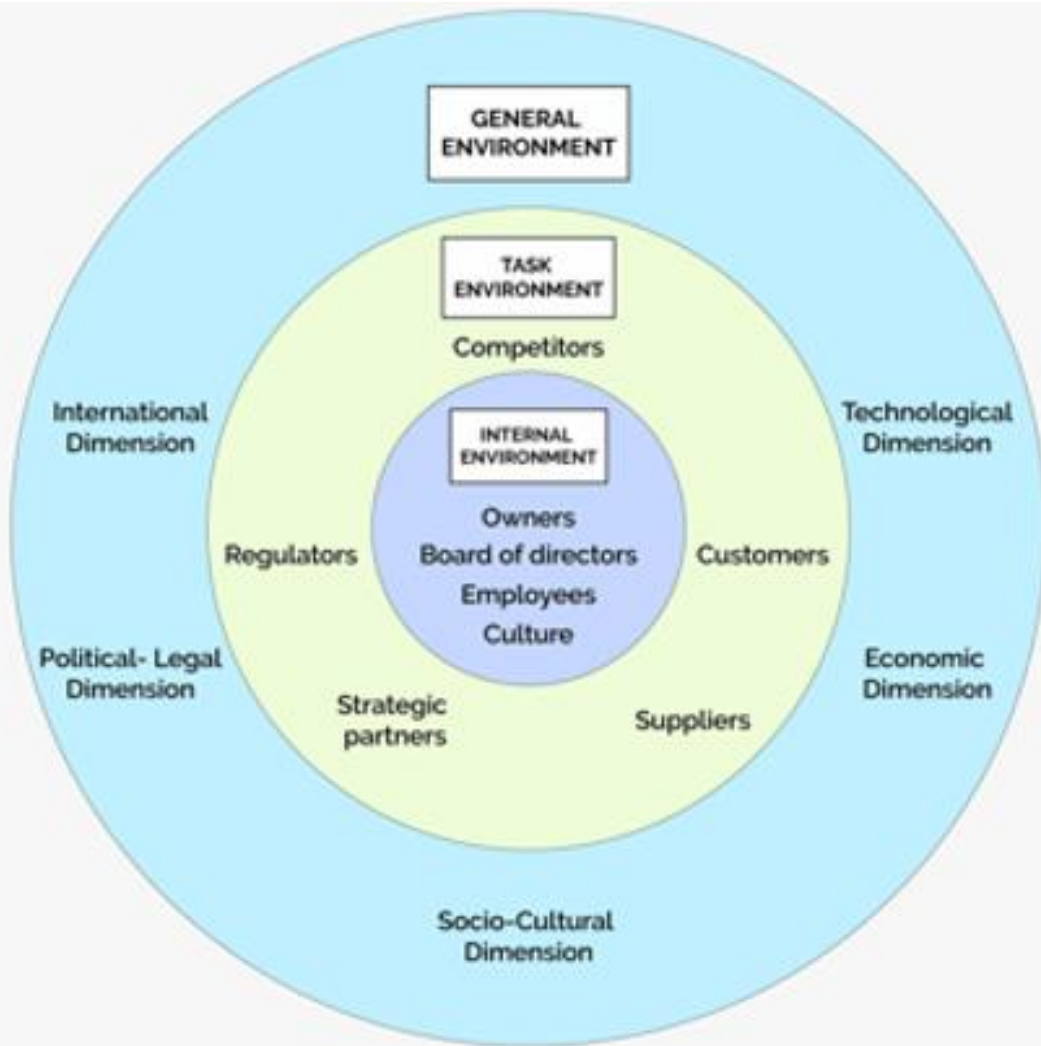 GENERAL
ENVIRONMENT
TASK
ENVIRONMENT
Competitors
International
Dimension
Technological
Dimension
INTERNAL
ENVIRONMENT
Owners
Board of directors
Employees
Culture
Regulators
Customers
Political- Legal
Dimension
Economic
Dimension
Strategic
partners
Suppliers
Socio-Cultural
Dimension